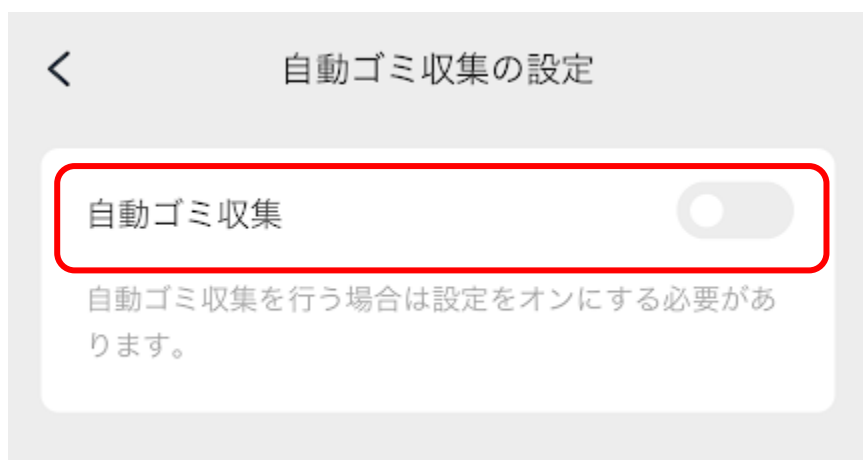 自動ゴミ収集の設定
自動ゴミ収集
自動ゴミ収集を行う場合は設定をオンにする必要があ
ります。